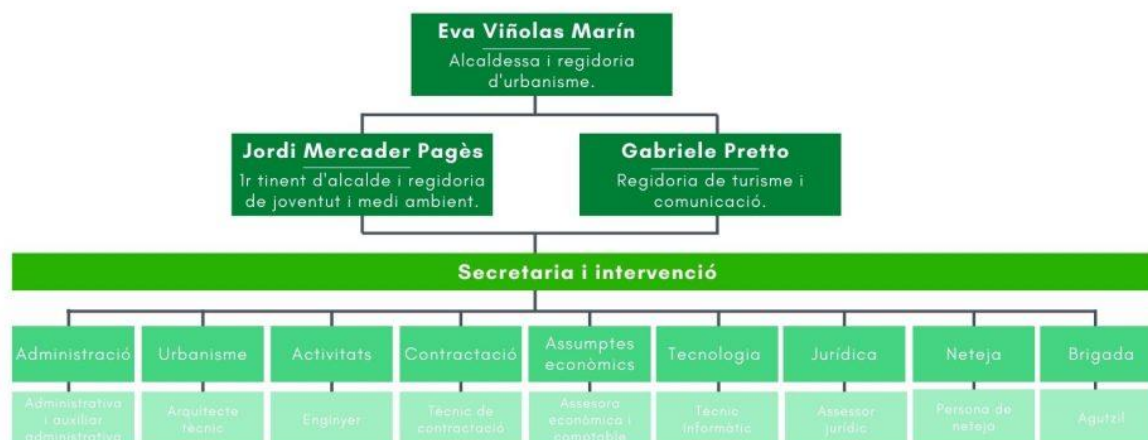 Eva Viñolas Marín
Alcaldessa i regidoria
d'urbanisme.
Jordi Mercader Pagès
1r tinent d'alcalde i regidoria
de joventut i medi ambient.
Gabriele Pretto
Regidoria de turisme i
comunicació.
Secretaria i intervenció
Administració
Urbanisme
Activitats
Contractació
Assumptes
econòmics
Tecnologia
Jurídica
Neteja
Brigada
Administrativa
i auxiliar
administrativa
Arquitecte
tècnic
Enginyer
Tècnic de
contractació
Assesora
econòmica i
comptable
Tècnic
Informàtic
Assessor
jurídic
Persona de
neteja
Agutzil